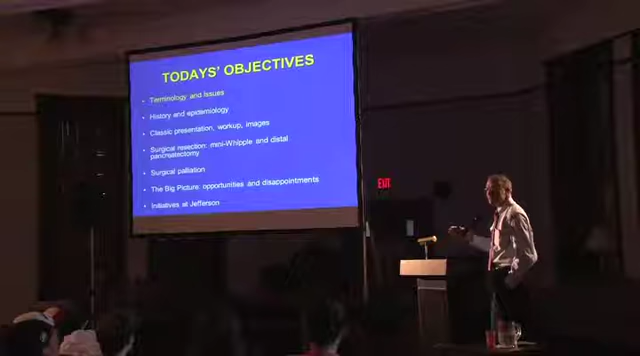 TODAYS' OBJECTIVES
• Terminology and Issues
• History and epidemiology
• Classic presentation, workup, images
• Surgical resection: mini-Whipple and distal
pancreatectomy
• Surgical palliation
• The Big Picture: opportunities and disappointments
• Initiatives at Jefferson
EXIT